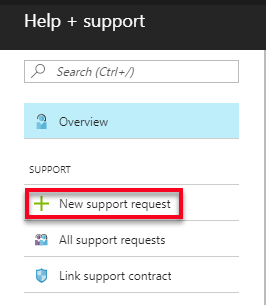 Help + support
Search (Ctrl+/)
Overview
SUPPORT
New support request
All support requests
Link support contract